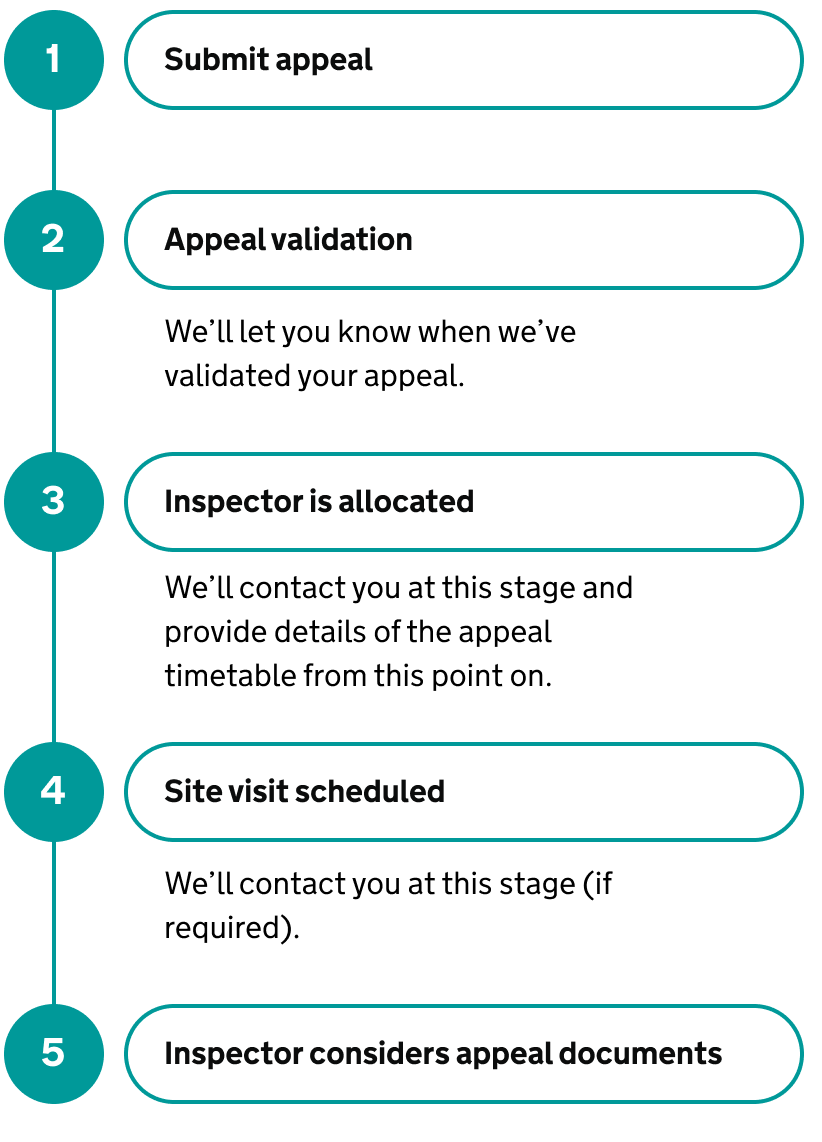 1
Submit appeal
2
Appeal validation
We’ll let you know when we’ve
validated your appeal.
3
Inspector is allocated
We’ll contact you at this stage and
provide details of the appeal
timetable from this point on.
4
Site visit scheduled
We’ll contact you at this stage (if
required).
5
Inspector considers appeal documents